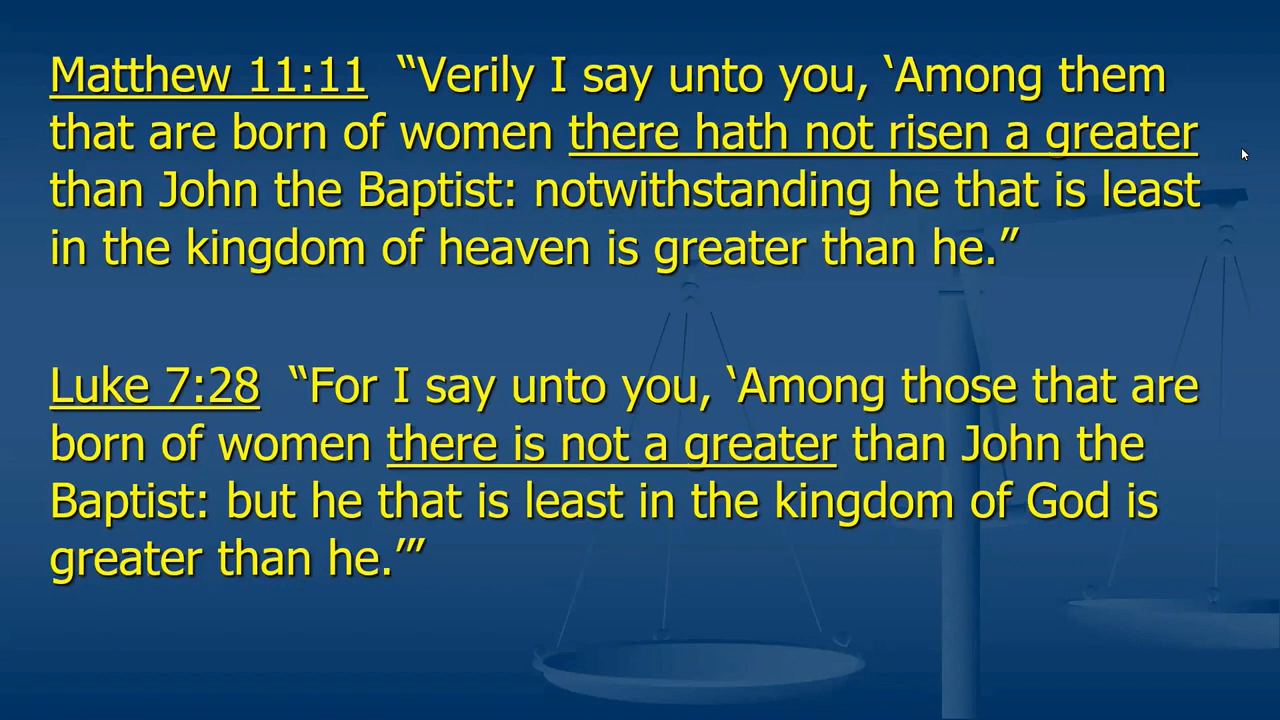 Matthew 11:11  “Verily I say unto you, ‘Among them
that are born of women there hath not risen a greater
than John the Baptist: notwithstanding he that is least
in the kingdom of heaven is greater than he.”
Luke 7:28  “For I say unto you, ‘Among those that are
born of women there is not a greater than John the
Baptist: but he that is least in the kingdom of God is
greater than he.’”